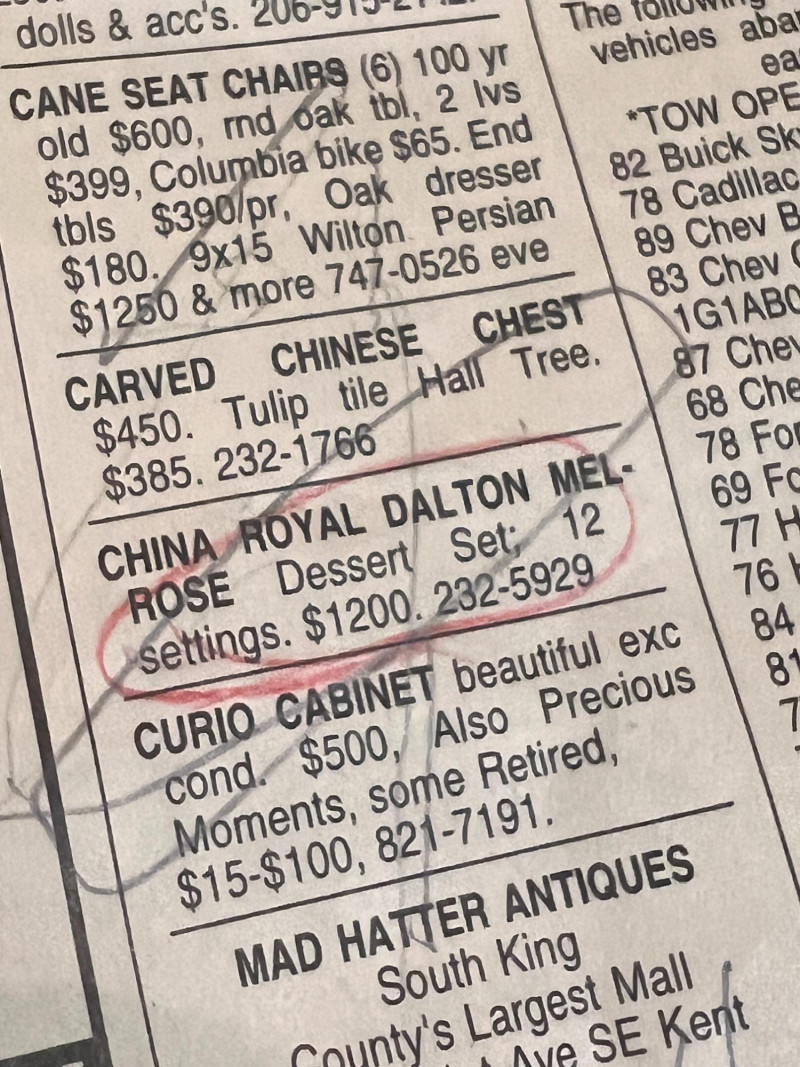 dolls & acc's.
CANE SEAT CHAIRS (6) 100 yr
old $600, rnd oak tbl, 2 lvs
$399, Columbia bike $65. End
tbls $390/pr, Oak dresser
$180. 9x15 Wilton Persian
$1250 & more 747-0526 eve
CARVED CHINESE CHEST
$450. Tulip tile Hall Tree.
$385. 232-1766
CHINA ROYAL DALTON MEL-
ROSE Dessert Set; 12
settings. $1200. 232-5929
CURIO CABINET beautiful exc
cond. $500, Also Precious
Moments, some Retired,
$15-$100, 821-7191.
MAD HATTER ANTIQUES
South King
County's Largest Mall
Ave SE Kent
The following
vehicles
*TOW
82 Buick
78 Cadillac
89 Chev
83 Chev
87
68
78
69
77
76
84